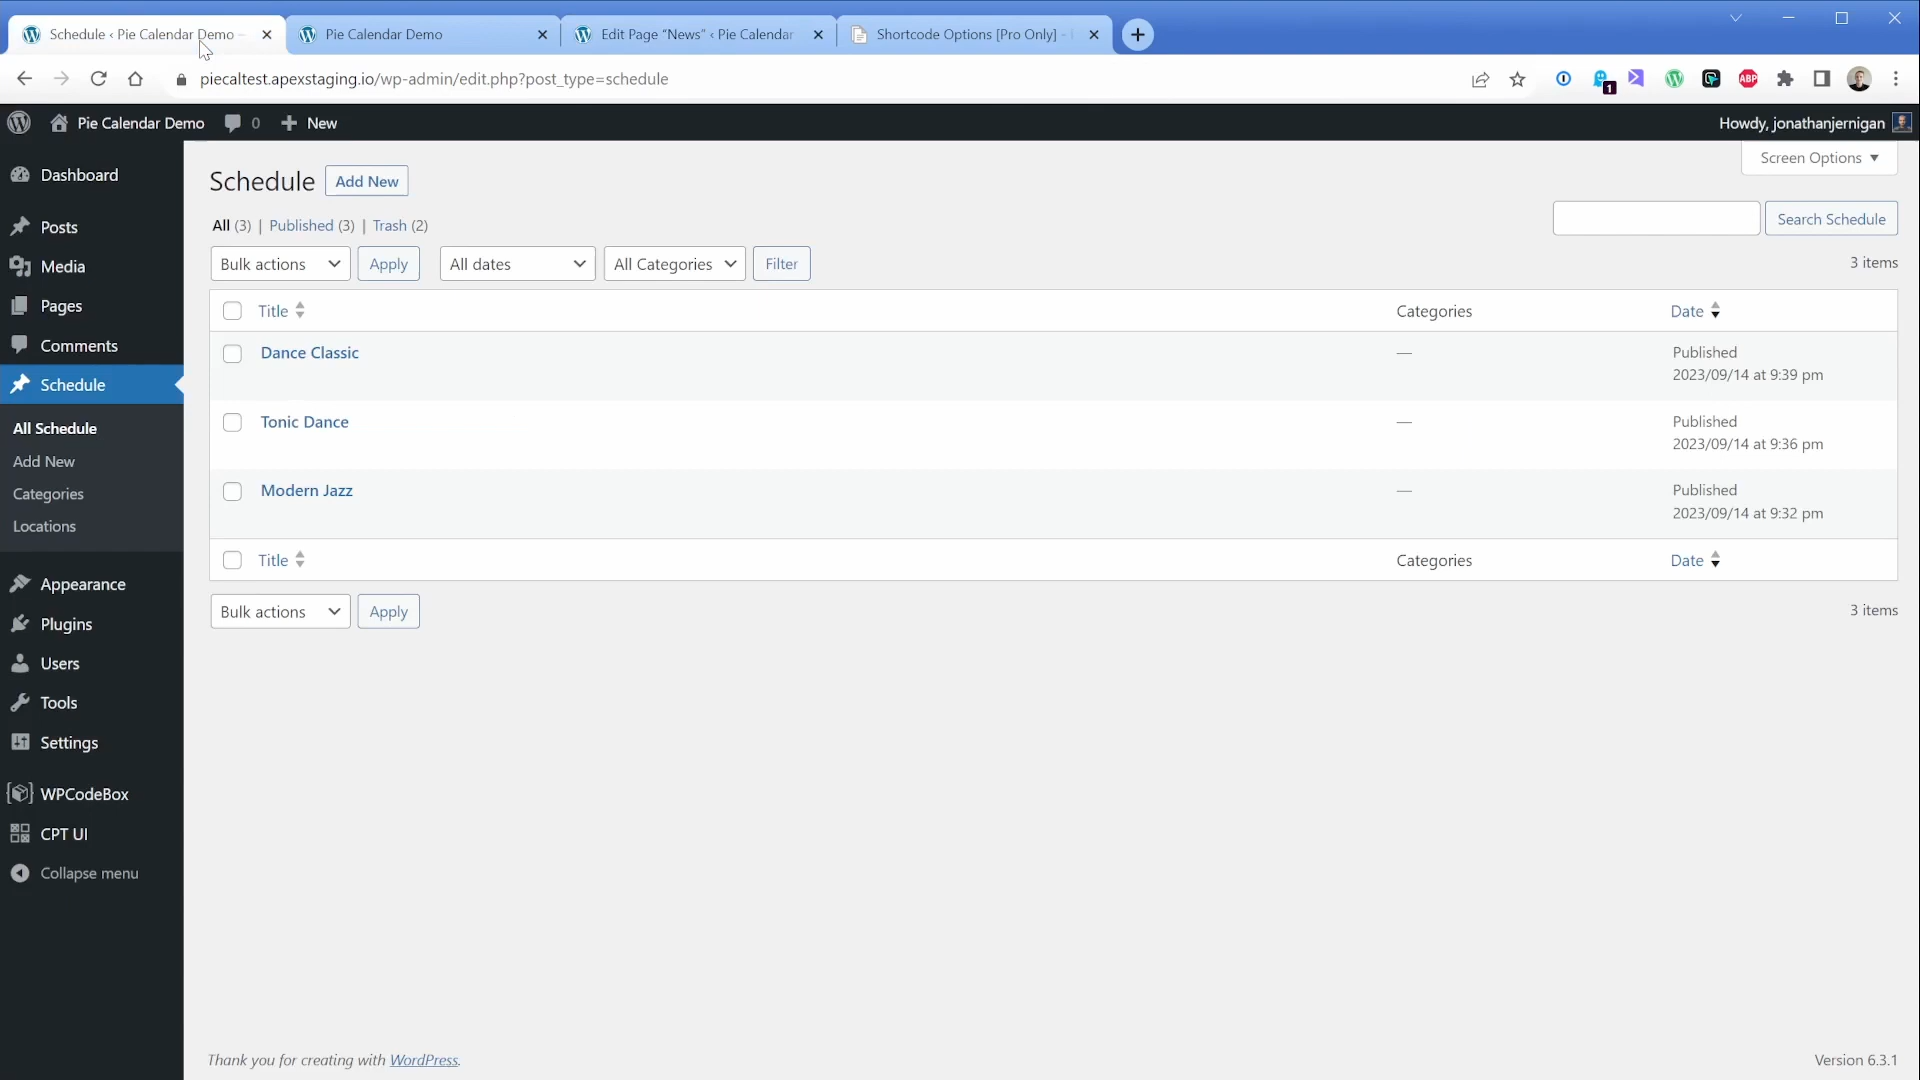 Schedule ‹ Pie Calendar Demo –
Pie Calendar Demo
Edit Page “News” ‹ Pie Calendar
Shortcode Options [Pro Only] -
piecaltest.apexstaging.io/wp-admin/edit.php?post_type=schedule
1
ABP
Pie Calendar Demo
0
New
Howdy, jonathanjernigan
Dashboard
Posts
Media
Pages
Comments
Schedule
All Schedule
Add New
Categories
Locations
Appearance
Plugins
Users
Tools
Settings
WPCodeBox
CPT UI
Collapse menu
Screen Options ▼
Schedule
Add New
All (3) | Published (3) | Trash (2)
Search Schedule
Bulk actions
Apply
All dates
All Categories
Filter
3 items
Title
Categories
Date
Dance Classic
—
Published
2023/09/14 at 9:39 pm
Tonic Dance
—
Published
2023/09/14 at 9:36 pm
Modern Jazz
—
Published
2023/09/14 at 9:32 pm
Title
Categories
Date
Bulk actions
Apply
3 items
Thank you for creating with WordPress.
Version 6.3.1